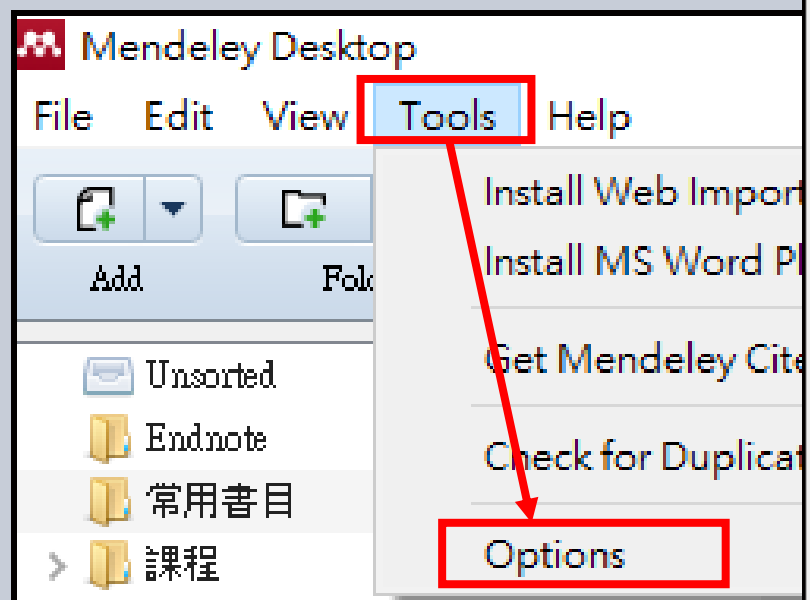 Mendeley Desktop
File Edit View Tools Help
Install Web Import
Install MS Word Pl
Add Fol
Get Mendeley Cite
Unsorted
Endnote
Check for Duplicat
常用書目
Options
課程